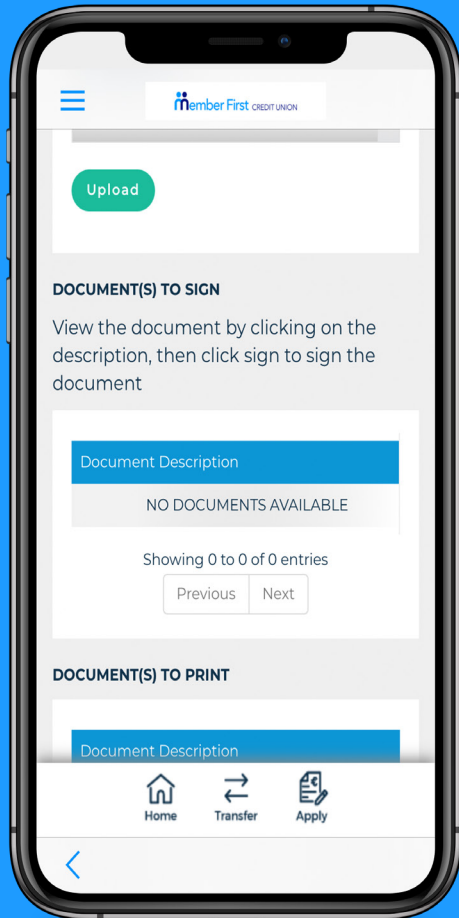 Member First CREDIT UNION
Upload
DOCUMENT(S) TO SIGN
View the document by clicking on the
description, then click sign to sign the
document
Document Description
NO DOCUMENTS AVAILABLE
Showing 0 to 0 of 0 entries
Previous Next
DOCUMENT(S) TO PRINT
Document Description
Home Transfer Apply